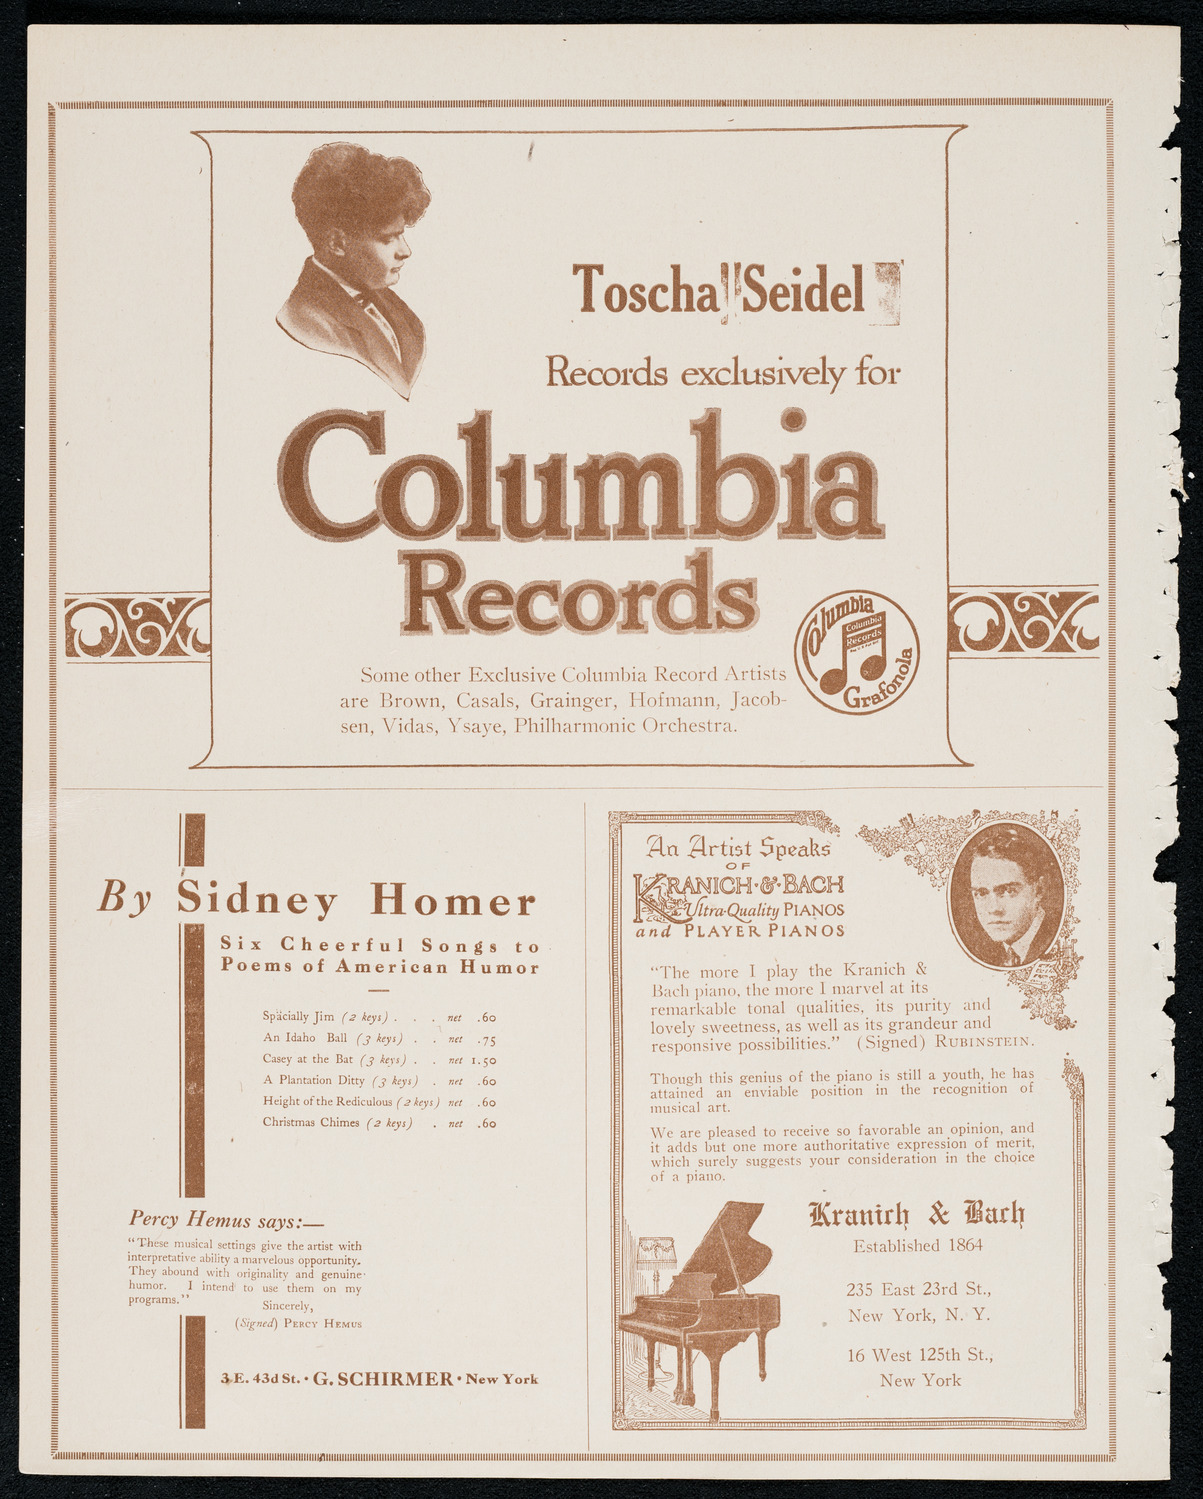 Toscha Seidel
Records exclusively for
Columbia
Records
Columbia
Columbia
Records
Grafonola
Some other Exclusive Columbia Record Artists
are Brown, Casals, Grainger, Hofmann, Jacob-
sen, Vidas, Ysaye, Philharmonic Orchestra.
By Sidney Homer
Six Cheerful Songs to
Poems of American Humor
Späcially Jim (2 keys) . . . net .60
An Idaho Ball (3 keys) . . net .75
Casey at the Bat (3 keys) . . net 1.50
A Plantation Ditty (3 keys) . net .60
Height of the Rediculous (2 keys) net .60
Christmas Chimes (2 keys) . net .60
Percy Hemus says:—
“These musical settings give the artist with
interpretative ability a marvelous opportunity.
They abound with originality and genuine
humor. I intend to use them on my
programs.”
Sincerely,
(Signed) PERCY HEMUS
3 E. 43d St. · G. SCHIRMER · New York
An Artist Speaks
OF
KRANICH·&·BACH
Ultra-Quality PIANOS
and PLAYER PIANOS
“The more I play the Kranich &
Bach piano, the more I marvel at its
remarkable tonal qualities, its purity and
lovely sweetness, as well as its grandeur and
responsive possibilities.” (Signed) RUBINSTEIN.
Though this genius of the piano is still a youth, he has
attained an enviable position in the recognition of
musical art.
We are pleased to receive so favorable an opinion, and
it adds but one more authoritative expression of merit,
which surely suggests your consideration in the choice
of a piano.
Kranich & Bach
Established 1864
235 East 23rd St.,
New York, N. Y.
16 West 125th St.,
New York